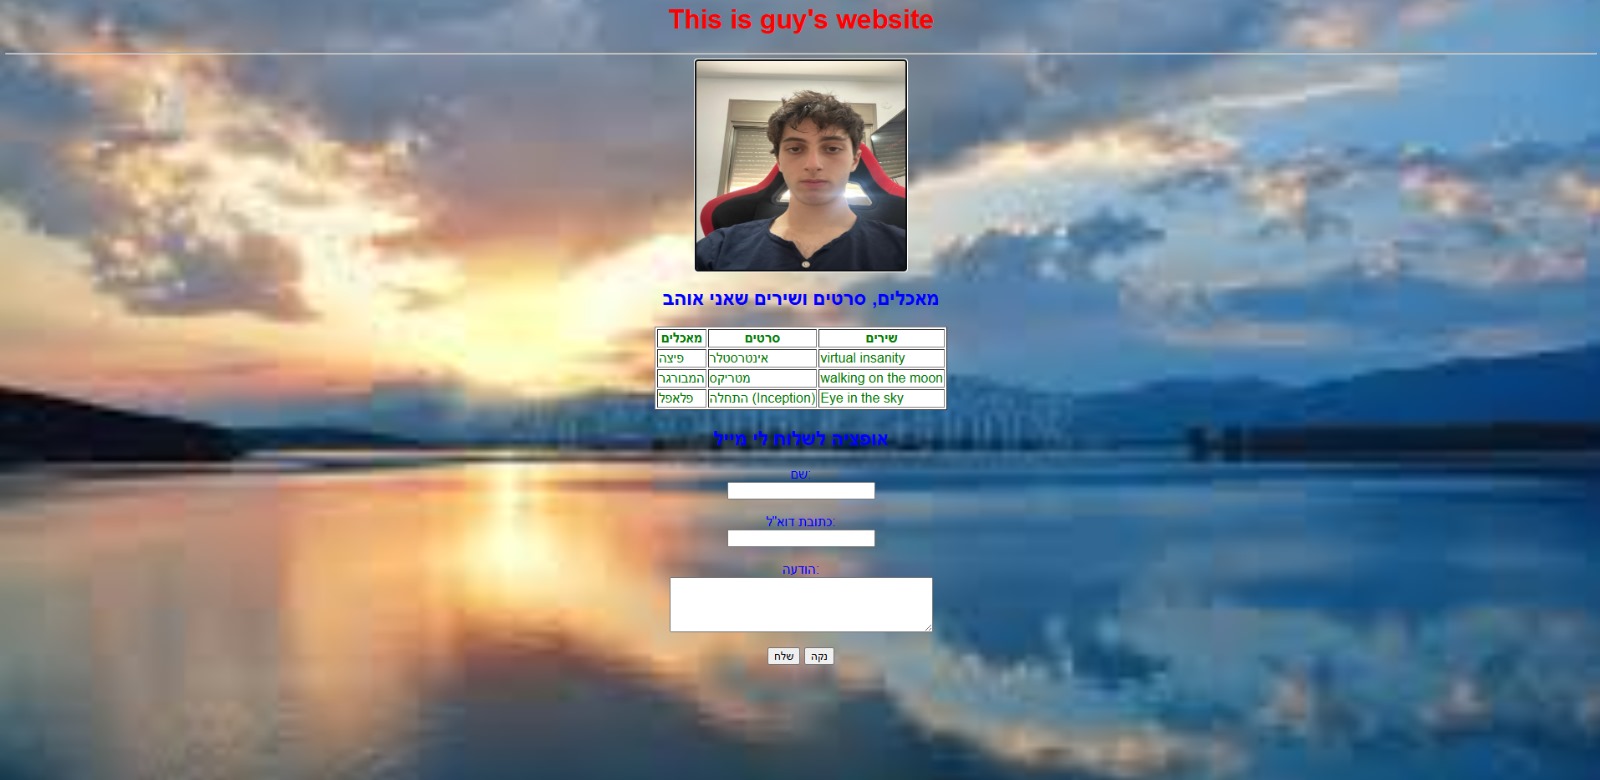 This is guy's website
מאכלים, סרטים ושירים שאני אוהב
מאכלים סרטים שירים
פיצה אינטרסטלר virtual insanity
המבורגר מטריקס walking on the moon
פלאפל התחלה (Inception) Eye in the sky
אופציה לשלוח לי מייל
שם:
כתובת דוא"ל:
הודעה:
שלח נקה